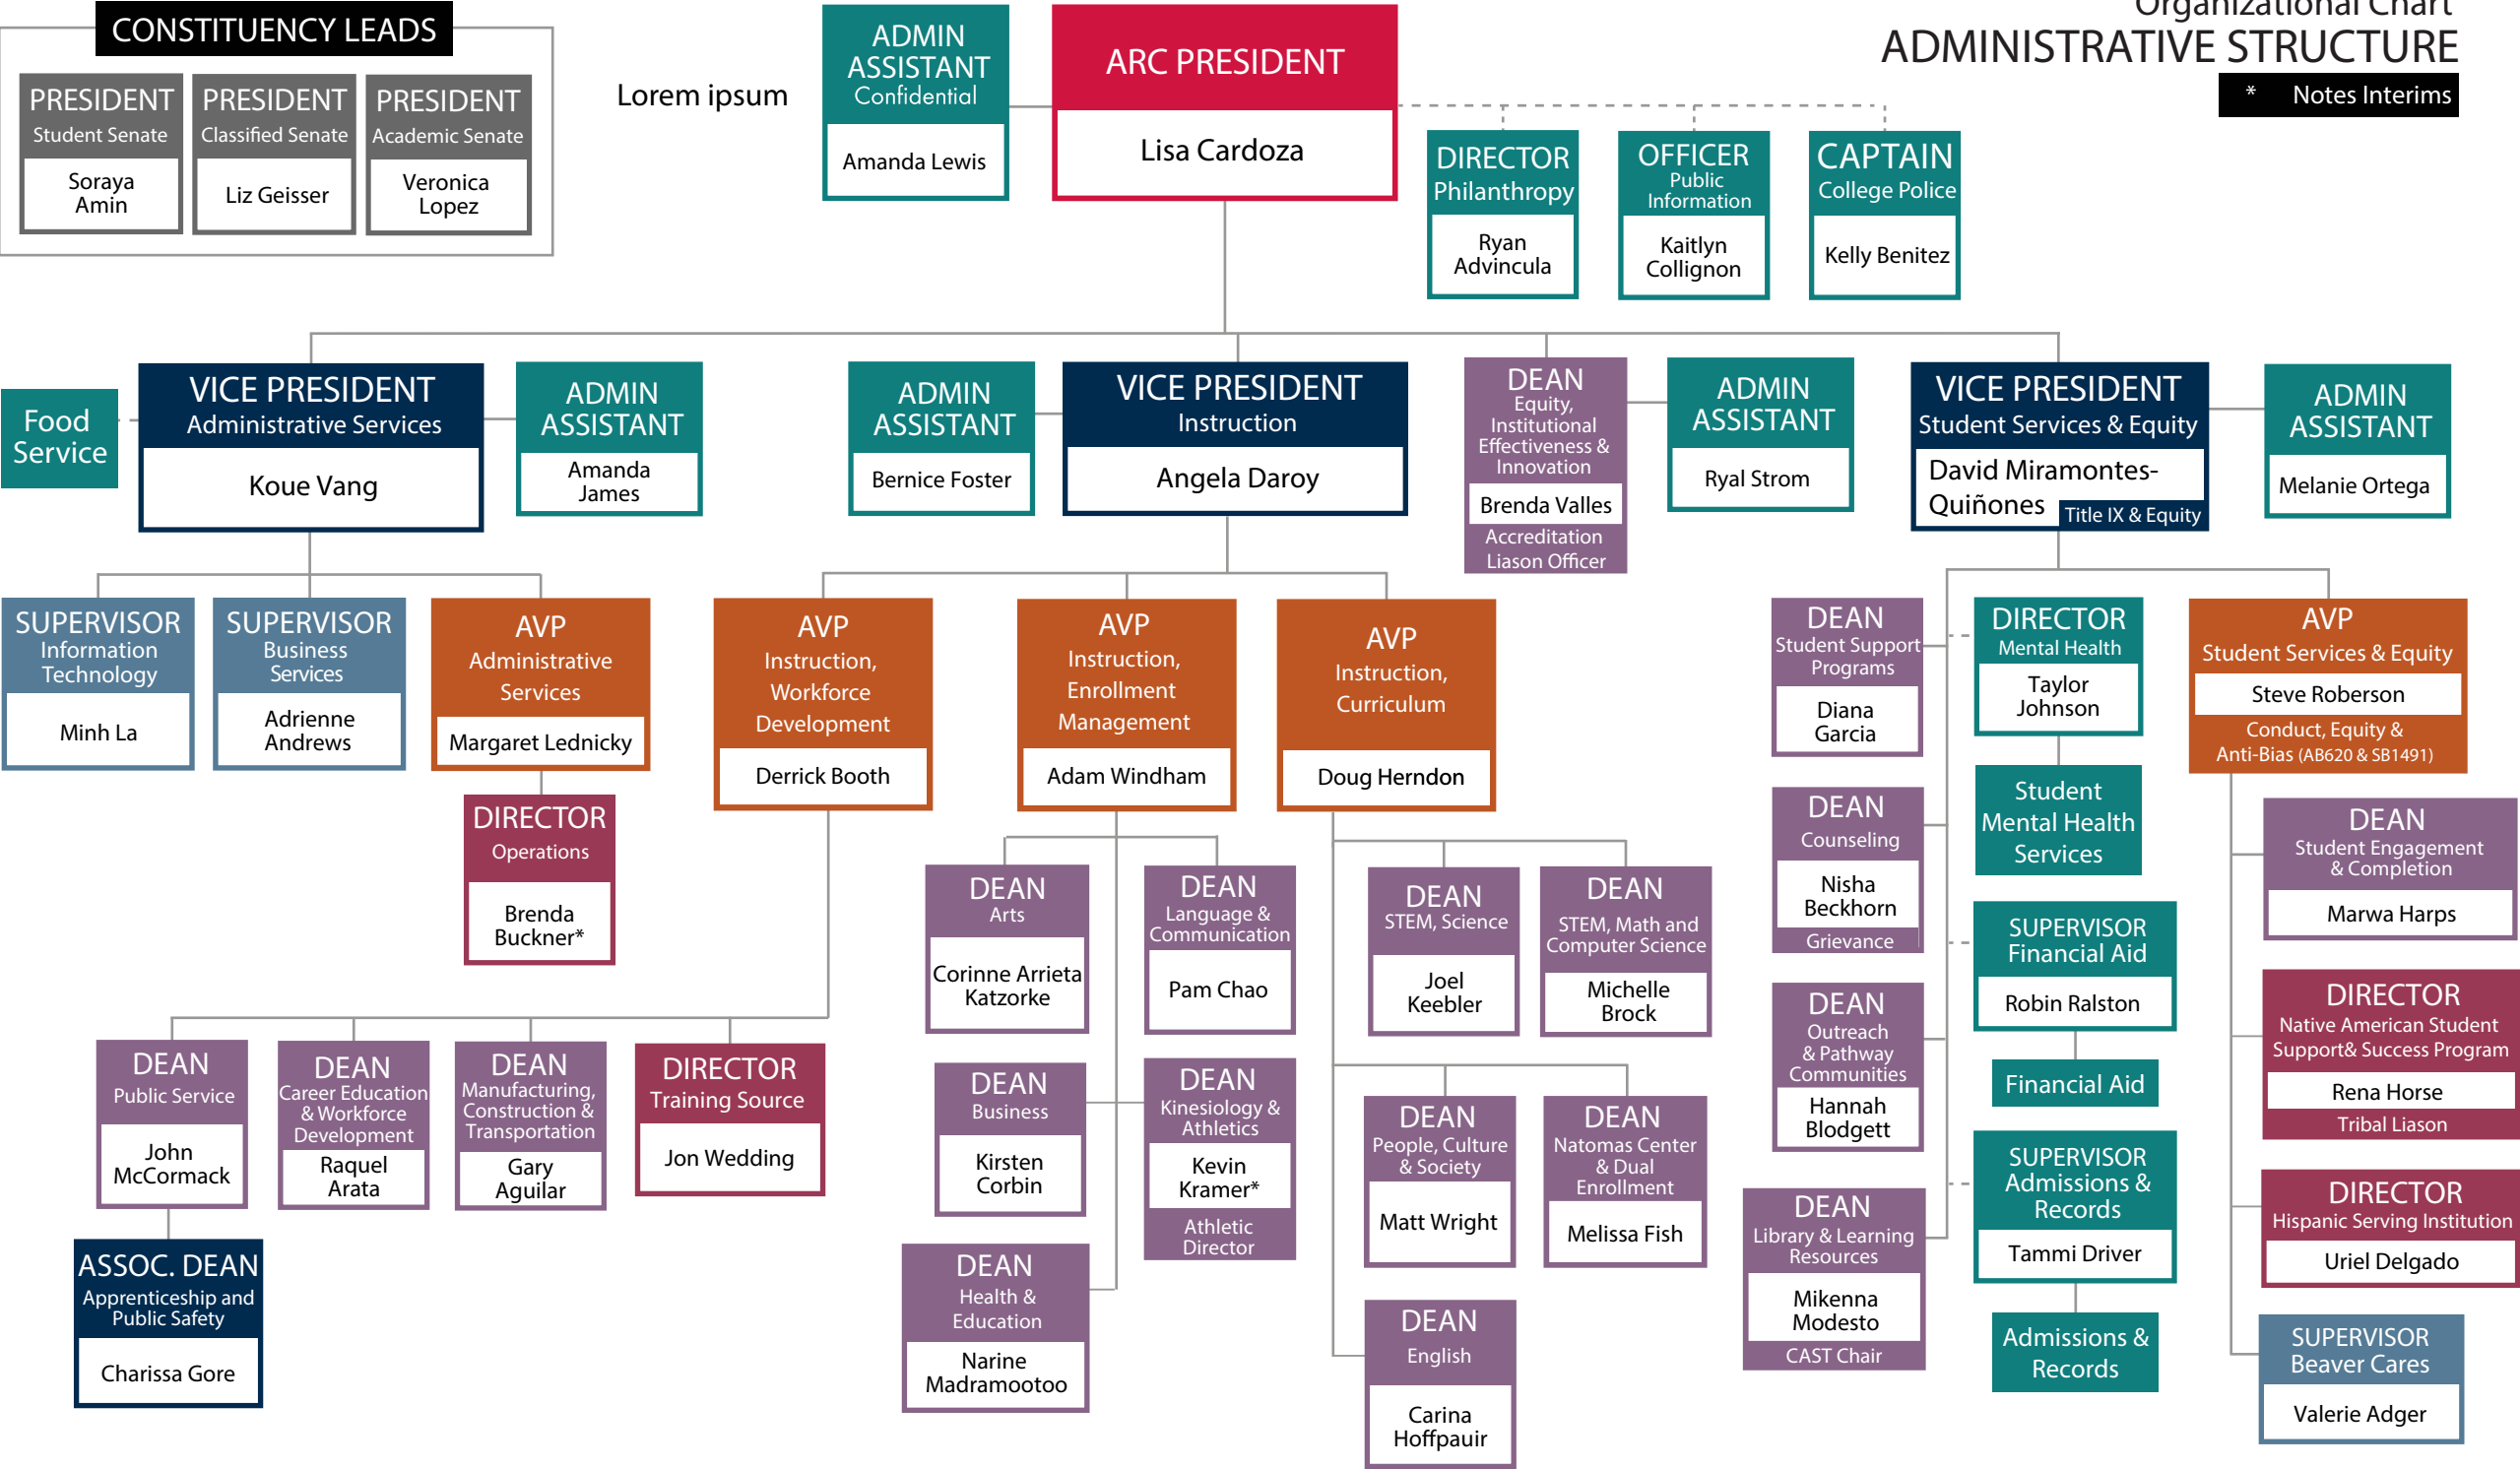 CONSTITUENCY LEADS
PRESIDENT
Student Senate
Soraya
Amin
PRESIDENT
Classified Senate
Liz Geisser
PRESIDENT
Academic Senate
Veronica
Lopez
Lorem ipsum
ADMIN
ASSISTANT
Confidential
Amanda Lewis
ARC PRESIDENT
Lisa Cardoza
Organizational Chart
ADMINISTRATIVE STRUCTURE
* Notes Interims
DIRECTOR
Philanthropy
Ryan
Advincula
OFFICER
Public
Information
Kaitlyn
Collignon
CAPTAIN
College Police
Kelly Benitez
Food
Service
VICE PRESIDENT
Administrative Services
Koue Vang
ADMIN
ASSISTANT
Amanda
James
ADMIN
ASSISTANT
Bernice Foster
VICE PRESIDENT
Instruction
Angela Daroy
DEAN
Equity,
Institutional
Effectiveness &
Innovation
Brenda Valles
Accreditation
Liason Officer
ADMIN
ASSISTANT
Ryal Strom
VICE PRESIDENT
Student Services & Equity
David Miramontes-
Quiñones
Title IX & Equity
ADMIN
ASSISTANT
Melanie Ortega
SUPERVISOR
Information
Technology
Minh La
SUPERVISOR
Business
Services
Adrienne
Andrews
AVP
Administrative
Services
Margaret Lednicky
DIRECTOR
Operations
Brenda
Buckner*
AVP
Instruction,
Workforce
Development
Derrick Booth
AVP
Instruction,
Enrollment
Management
Adam Windham
AVP
Instruction,
Curriculum
Doug Herndon
DEAN
Public Service
John
McCormack
DEAN
Career Education
& Workforce
Development
Raquel
Arata
DEAN
Manufacturing,
Construction &
Transportation
Gary
Aguilar
DIRECTOR
Training Source
Jon Wedding
ASSOC. DEAN
Apprenticeship and
Public Safety
Charissa Gore
DEAN
Arts
Corinne Arrieta
Katzorke
DEAN
Language &
Communication
Pam Chao
DEAN
Business
Kirsten
Corbin
DEAN
Kinesiology &
Athletics
Kevin
Kramer*
Athletic
Director
DEAN
Health &
Education
Narine
Madramootoo
DEAN
STEM, Science
Joel
Keebler
DEAN
STEM, Math and
Computer Science
Michelle
Brock
DEAN
People, Culture
& Society
Matt Wright
DEAN
Natomas Center
& Dual
Enrollment
Melissa Fish
DEAN
English
Carina
Hoffpauir
DEAN
Student Support
Programs
Diana
Garcia
DEAN
Counseling
Nisha
Beckhorn
Grievance
DEAN
Outreach
& Pathway
Communities
Hannah
Blodgett
DEAN
Library & Learning
Resources
Mikenna
Modesto
CAST Chair
DIRECTOR
Mental Health
Taylor
Johnson
Student
Mental Health
Services
SUPERVISOR
Financial Aid
Robin Ralston
Financial Aid
SUPERVISOR
Admissions &
Records
Tammi Driver
Admissions &
Records
AVP
Student Services & Equity
Steve Roberson
Conduct, Equity &
Anti-Bias (AB620 & SB1491)
DEAN
Student Engagement
& Completion
Marwa Harps
DIRECTOR
Native American Student
Support& Success Program
Rena Horse
Tribal Liason
DIRECTOR
Hispanic Serving Institution
Uriel Delgado
SUPERVISOR
Beaver Cares
Valerie Adger